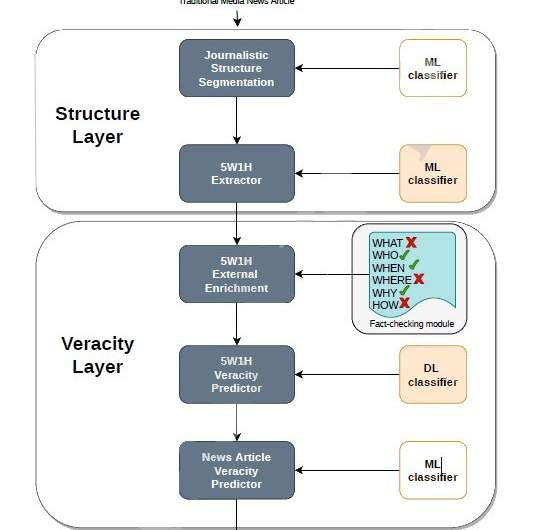 Traditional Media News Article
Journalistic
Structure
Segmentation
ML
classifier
Structure
Layer
5W1H
Extractor
ML
classifier
5W1H
External
Enrichment
WHAT
WHO
WHEN
WHERE
WHY
HOW
Fact-checking module
Veracity
Layer
5W1H
Veracity
Predictor
DL
classifier
News Article
Veracity
Predictor
ML
classifier